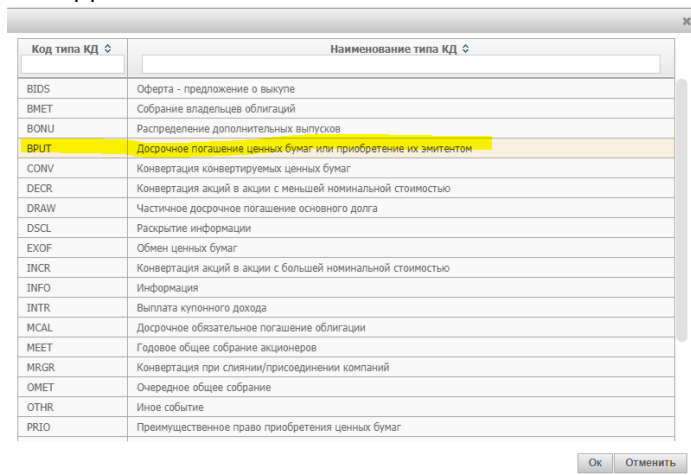 Код типа КД Наименование типа КД
BIDS Оферта - предложение о выкупе
BMET Собрание владельцев облигаций
BONU Распределение дополнительных выпусков
BPUT Досрочное погашение ценных бумаг или приобретение их эмитентом
CONV Конвертация конвертируемых ценных бумаг
DECR Конвертация акций в акции с меньшей номинальной стоимостью
DRAW Частичное досрочное погашение основного долга
DSCL Раскрытие информации
EXOF Обмен ценных бумаг
INCR Конвертация акций в акции с большей номинальной стоимостью
INFO Информация
INTR Выплата купонного дохода
MCAL Досрочное обязательное погашение облигации
MEET Годовое общее собрание акционеров
MRGR Конвертация при слиянии/присоединении компаний
OMET Очередное общее собрание
OTHR Иное событие
PRIO Преимущественное право приобретения ценных бумаг
Ок Отменить